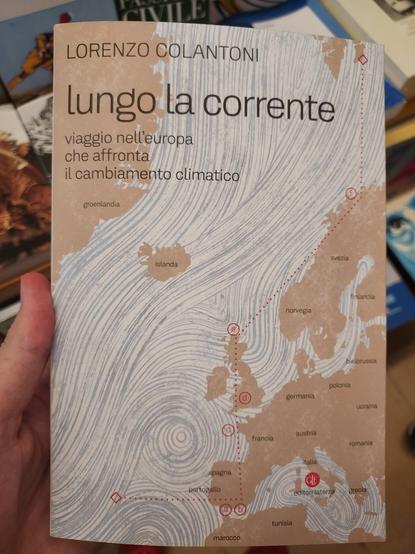 LORENZO COLANTONI
lungo la corrente
viaggio nell'europa
che affronta
il cambiamento climatico
groenlandia
islanda
svezia
finlandia
norvegia
bielorussia
polonia
germania
ucraina
francia
austria
romania
italia
spagna
portogallo
editori laterza
grecia
tunisia
marocco
CIVILE